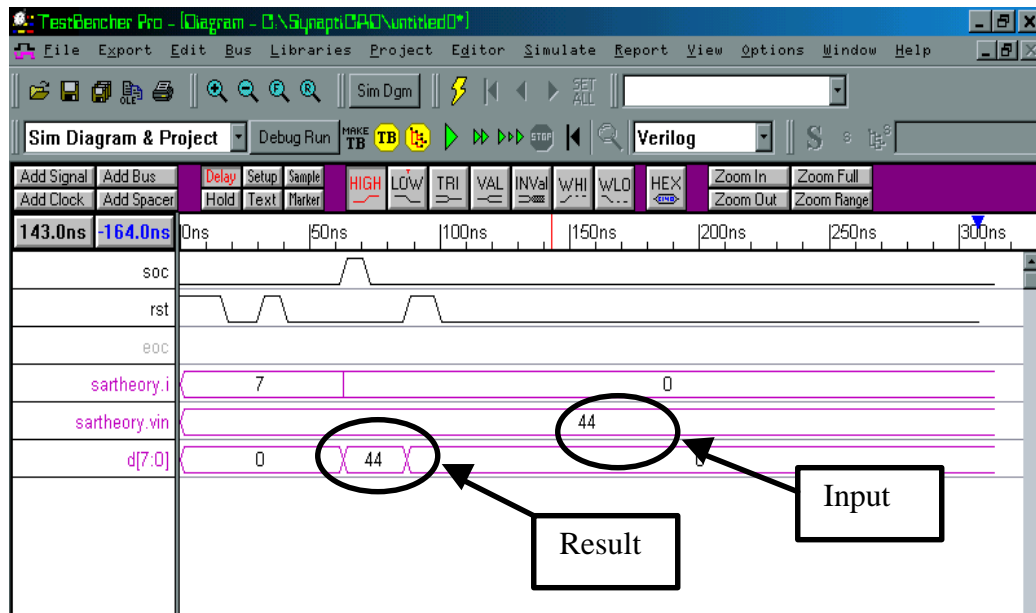 TestBencher Pro - [Diagram - C:\SynaptiCAD\untitled0*]
File Export Edit Bus Libraries Project Editor Simulate Report View Options Window Help
OLE Sim Dgm SET ALL
Sim Diagram & Project Debug Run MAKE TB TB STOP Verilog S s
Add Signal Add Bus Delay Setup Sample HIGH LOW TRI VAL INVal WHI WLO HEX Zoom In Zoom Full
Add Clock Add Spacer Hold Text Marker Zoom Out Zoom Range
143.0ns -164.0ns 0ns 50ns 100ns 150ns 200ns 250ns 300ns
soc
rst
eoc
sartheory.i 7 0
sartheory.vin 44
d[7:0] 0 44 0
Input
Result